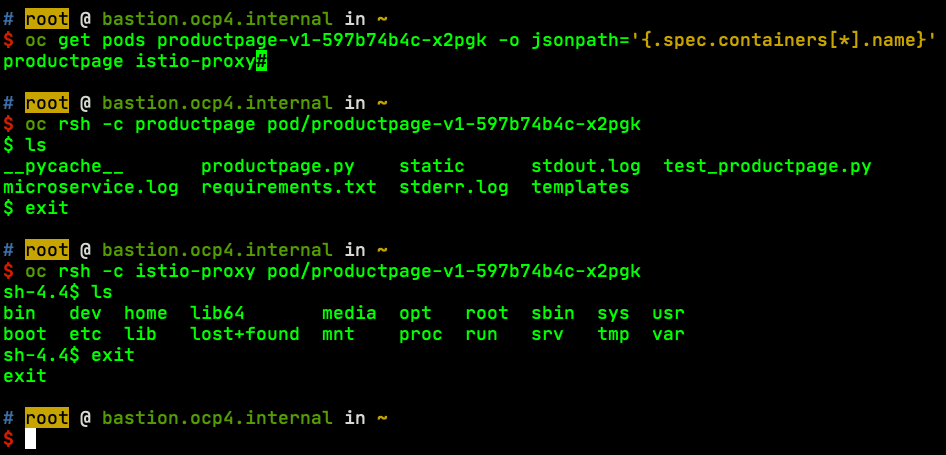 # root @ bastion.ocp4.internal in ~
$ oc get pods productpage-v1-597b74b4c-x2pgk -o jsonpath='{.spec.containers[*].name}'
productpage istio-proxy#
# root @ bastion.ocp4.internal in ~
$ oc rsh -c productpage pod/productpage-v1-597b74b4c-x2pgk
$ ls
__pycache__       productpage.py    static      stdout.log  test_productpage.py
microservice.log  requirements.txt  stderr.log  templates
$ exit
# root @ bastion.ocp4.internal in ~
$ oc rsh -c istio-proxy pod/productpage-v1-597b74b4c-x2pgk
sh-4.4$ ls
bin   dev  home  lib64       media  opt   root  sbin  sys  usr
boot  etc  lib   lost+found  mnt    proc  run   srv   tmp  var
sh-4.4$ exit
exit
# root @ bastion.ocp4.internal in ~
$